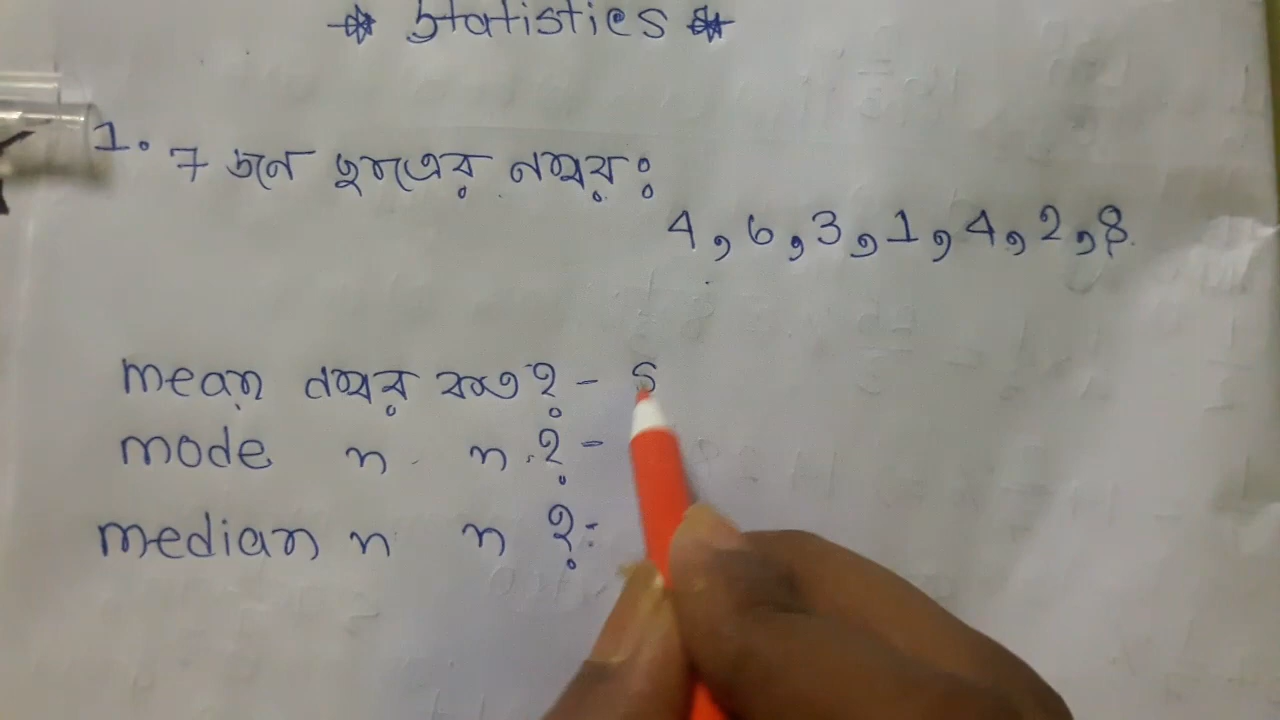 * Statistics *
1. 7 জন ছাত্রের নম্বর:
4, 6, 3, 1, 4, 2, 8
mean নম্বর কত ? - S
mode n n ? -
median n n ? -